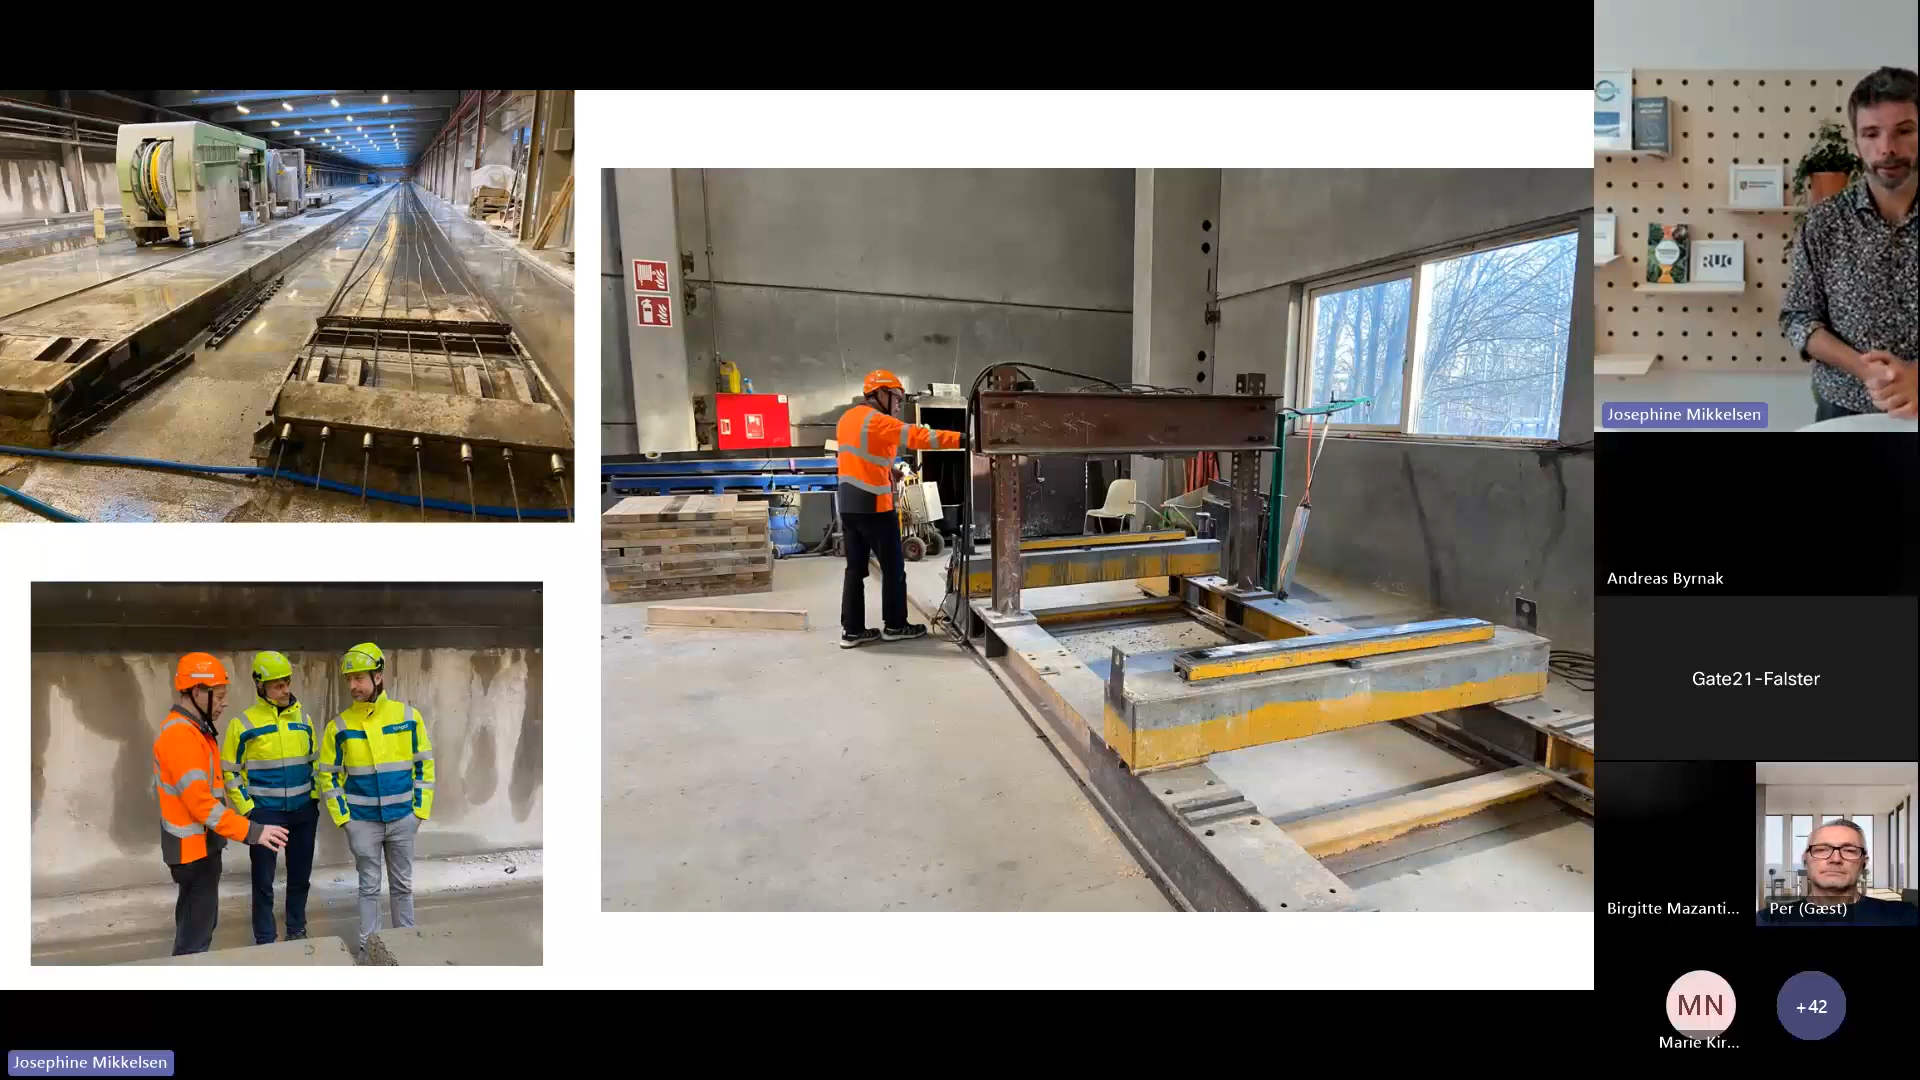 RUC
Josephine Mikkelsen
Andreas Byrnak
Gate21-Falster
Birgitte Mazanti...
Per (Gæst)
MN
+42
Marie Kir...
Josephine Mikkelsen